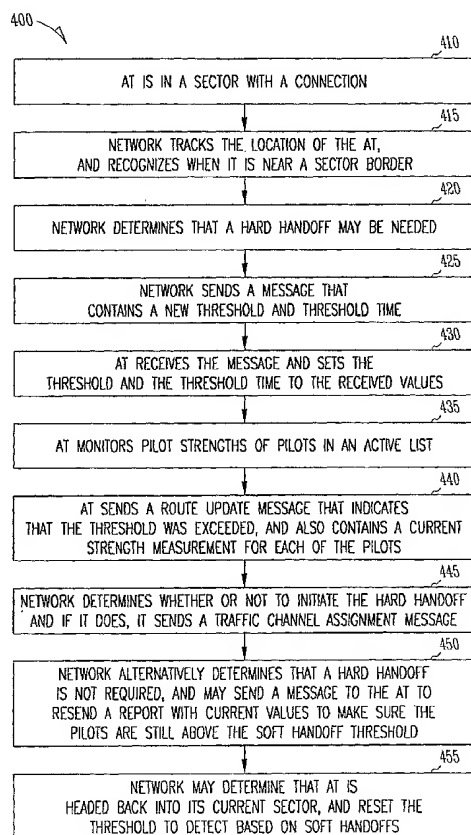 400
410
AT IS IN A SECTOR WITH A CONNECTION
415
NETWORK TRACKS THE LOCATION OF THE AT,
AND RECOGNIZES WHEN IT IS NEAR A SECTOR BORDER
420
NETWORK DETERMINES THAT A HARD HANDOFF MAY BE NEEDED
425
NETWORK SENDS A MESSAGE THAT
CONTAINS A NEW THRESHOLD AND THRESHOLD TIME
430
AT RECEIVES THE MESSAGE AND SETS THE
THRESHOLD AND THE THRESHOLD TIME TO THE RECEIVED VALUES
435
AT MONITORS PILOT STRENGTHS OF PILOTS IN AN ACTIVE LIST
440
AT SENDS A ROUTE UPDATE MESSAGE THAT INDICATES
THAT THE THRESHOLD WAS EXCEEDED, AND ALSO CONTAINS A CURRENT
STRENGTH MEASUREMENT FOR EACH OF THE PILOTS
445
NETWORK DETERMINES WHETHER OR NOT TO INITIATE THE HARD HANDOFF
AND IF IT DOES, IT SENDS A TRAFFIC CHANNEL ASSIGNMENT MESSAGE
450
NETWORK ALTERNATIVELY DETERMINES THAT A HARD HANDOFF
IS NOT REQUIRED, AND MAY SEND A MESSAGE TO THE AT TO
RESEND A REPORT WITH CURRENT VALUES TO MAKE SURE THE
PILOTS ARE STILL ABOVE THE SOFT HANDOFF THRESHOLD
455
NETWORK MAY DETERMINE THAT AT IS
HEADED BACK INTO ITS CURRENT SECTOR, AND RESET THE
THRESHOLD TO DETECT BASED ON SOFT HANDOFFS